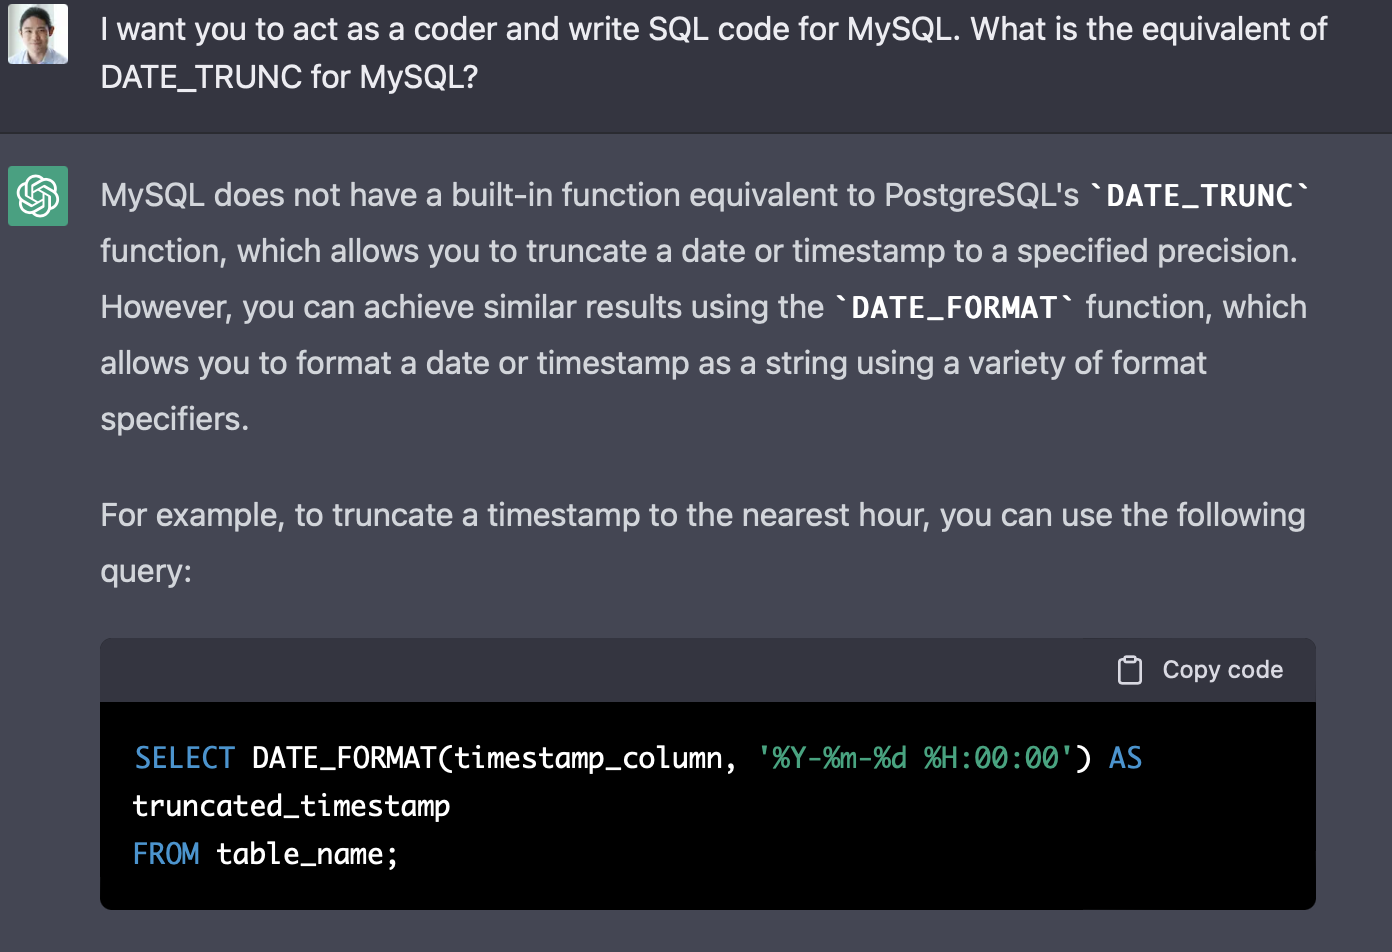 I want you to act as a coder and write SQL code for MySQL. What is the equivalent of
DATE_TRUNC for MySQL?
MySQL does not have a built-in function equivalent to PostgreSQL's `DATE_TRUNC`
function, which allows you to truncate a date or timestamp to a specified precision.
However, you can achieve similar results using the `DATE_FORMAT` function, which
allows you to format a date or timestamp as a string using a variety of format
specifiers.
For example, to truncate a timestamp to the nearest hour, you can use the following
query:
Copy code
SELECT DATE_FORMAT(timestamp_column, '%Y-%m-%d %H:00:00') AS
truncated_timestamp
FROM table_name;